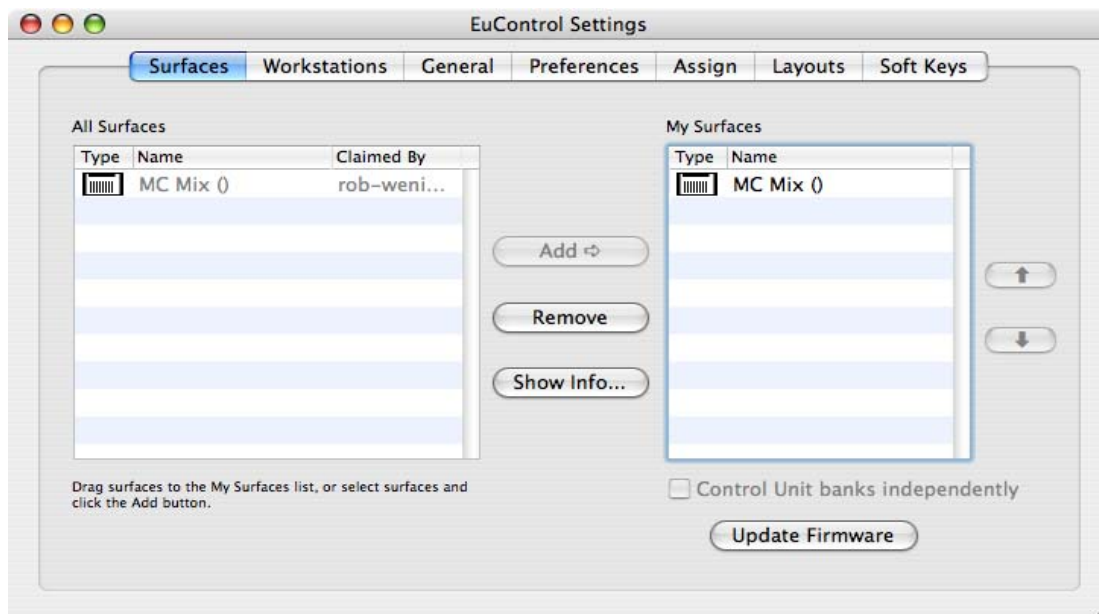 EuControl Settings
Surfaces Workstations General Preferences Assign Layouts Soft Keys
All Surfaces
Type Name Claimed By
MC Mix () rob-weni...
Add ⇨
Remove
Show Info...
Drag surfaces to the My Surfaces list, or select surfaces and
click the Add button.
My Surfaces
Type Name
MC Mix ()
Control Unit banks independently
Update Firmware